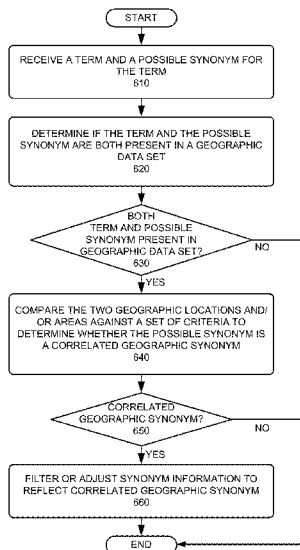 START
RECEIVE A TERM AND A POSSIBLE SYNONYM FOR
THE TERM
610
DETERMINE IF THE TERM AND THE POSSIBLE
SYNONYM ARE BOTH PRESENT IN A GEOGRAPHIC
DATA SET
620
BOTH
TERM AND POSSIBLE
SYNONYM PRESENT IN
GEOGRAPHIC DATA SET?
630
NO
YES
COMPARE THE TWO GEOGRAPHIC LOCATIONS AND/
OR AREAS AGAINST A SET OF CRITERIA TO
DETERMINE WHETHER THE POSSIBLE SYNONYM IS
A CORRELATED GEOGRAPHIC SYNONYM
640
CORRELATED
GEOGRAPHIC SYNONYM?
650
NO
YES
FILTER OR ADJUST SYNONYM INFORMATION TO
REFLECT CORRELATED GEOGRAPHIC SYNONYM
660
END